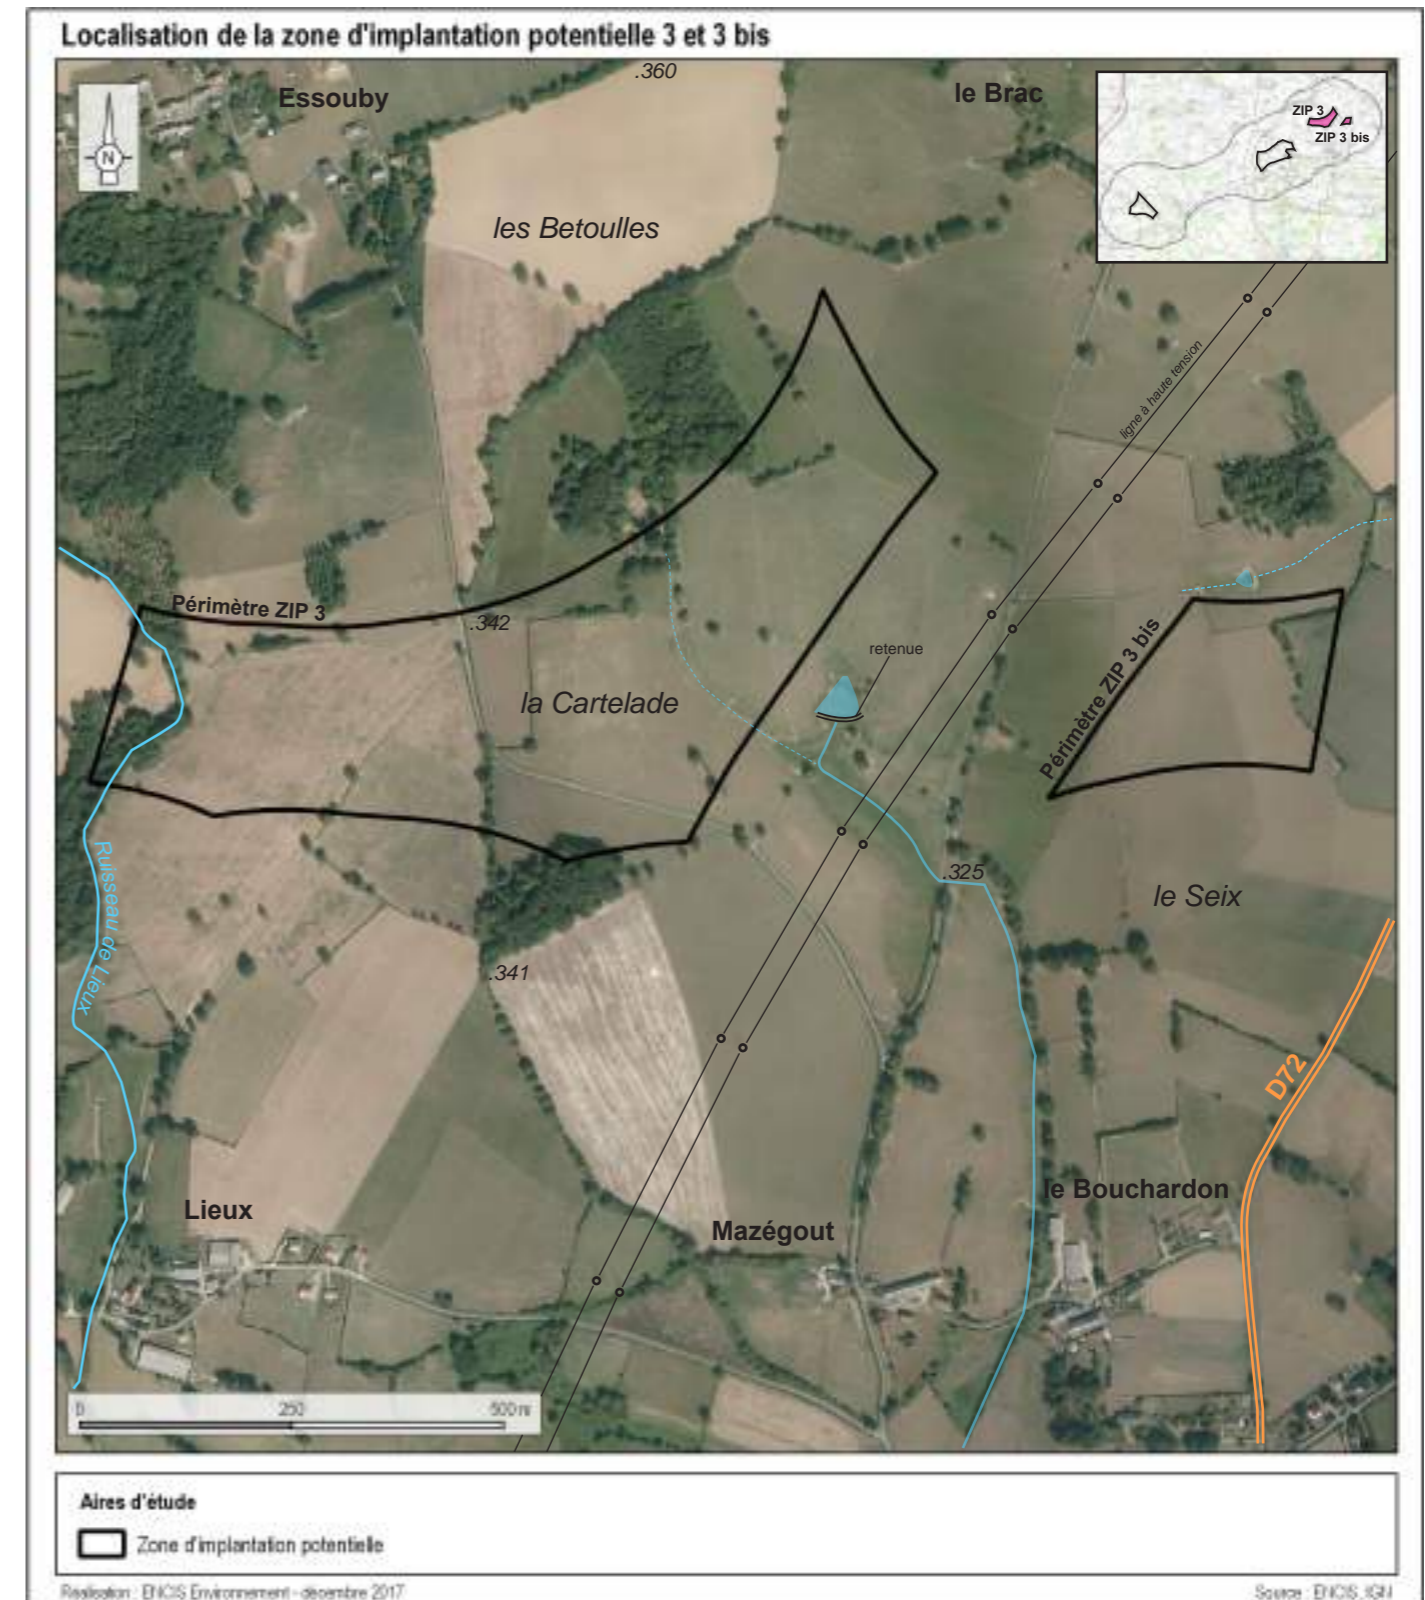 Localisation de la zone d'implantation potentielle 3 et 3 bis
.360
Essouby
le Brac
ZIP 3
ZIP 3 bis
N
les Betoulles
ligne à haute tension
Périmètre ZIP 3
.342
la Cartelade
retenue
Périmètre ZIP 3 bis
Ruisseau de Lieux
.325
le Seix
.341
D72
Lieux
Mazégout
le Bouchardon
0 250 500 m
Aires d'étude
Zone d'implantation potentielle
Réalisation : ENCIS Environnement - décembre 2017
Source : ENCIS, IGN